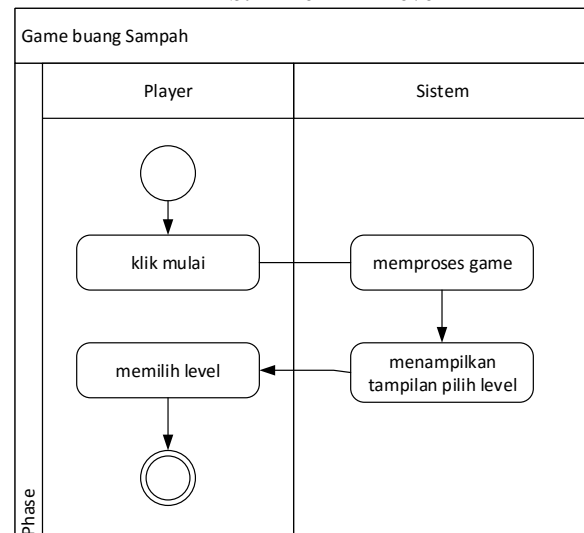 Game buang Sampah
Player
Sistem
klik mulai
memproses game
memilih level
menampilkan
tampilan pilih level
Phase